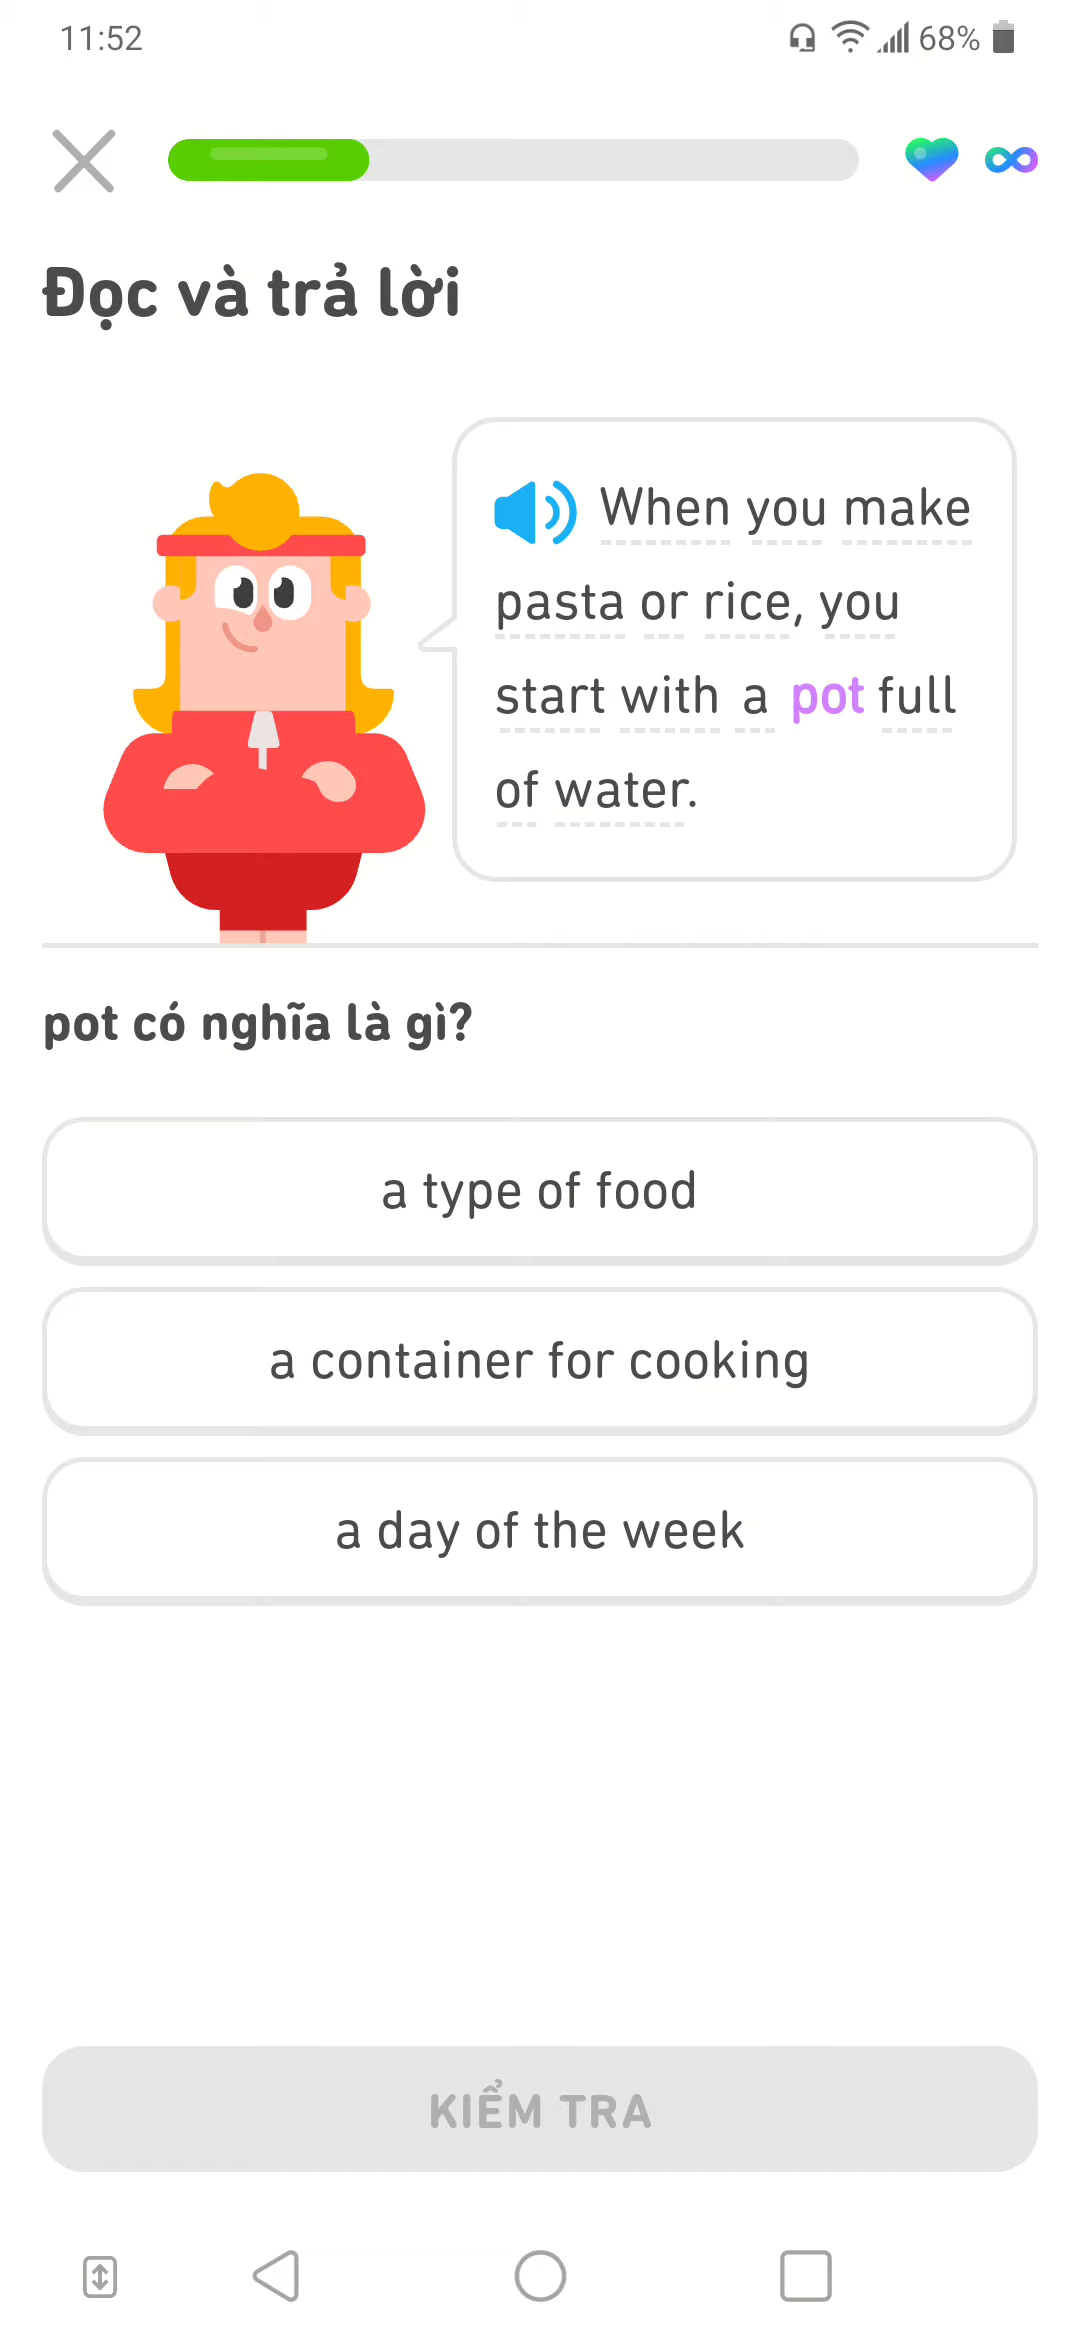 11:52
68%
Đọc và trả lời
When you make
pasta or rice, you
start with a pot full
of water.
pot có nghĩa là gì?
a type of food
a container for cooking
a day of the week
KIỂM TRA